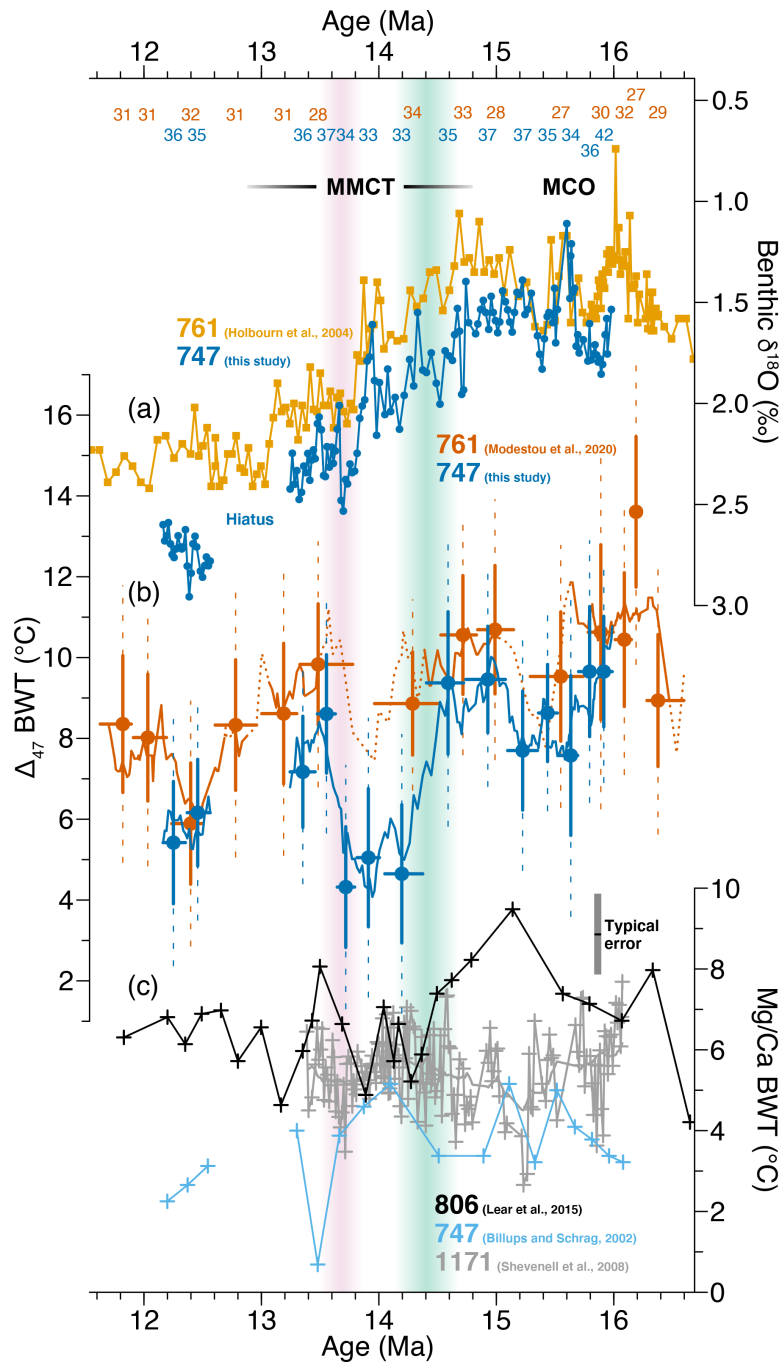 Age (Ma)
12 13 14 15 16
31 31 32 31 31 28 34 33 28 27 30 32 27 29
36 35 36 37 34 33 33 35 37 37 35 34 36 42
MMCT MCO
0.5
1.0
1.5
2.0
2.5
3.0
Benthic δ¹⁸O (‰)
761 (Holbourn et al., 2004)
747 (this study)
(a)
761 (Modestou et al., 2020)
747 (this study)
Hiatus
(b)
16
14
12
10
8
6
4
2
Δ₄₇ BWT (°C)
Typical
error
(c)
10
8
6
4
2
0
Mg/Ca BWT (°C)
806 (Lear et al., 2015)
747 (Billups and Schrag, 2002)
1171 (Shevenell et al., 2008)
12 13 14 15 16
Age (Ma)